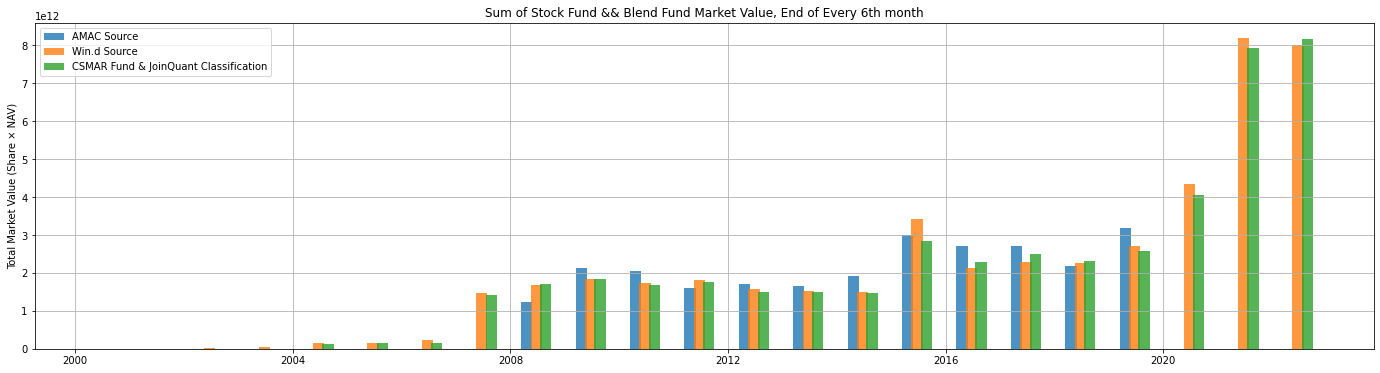 Sum of Stock Fund && Blend Fund Market Value, End of Every 6th month
1e12
AMAC Source
Win.d Source
CSMAR Fund & JoinQuant Classification
Total Market Value (Share × NAV)
8
7
6
5
4
3
2
1
0
2000 2004 2008 2012 2016 2020